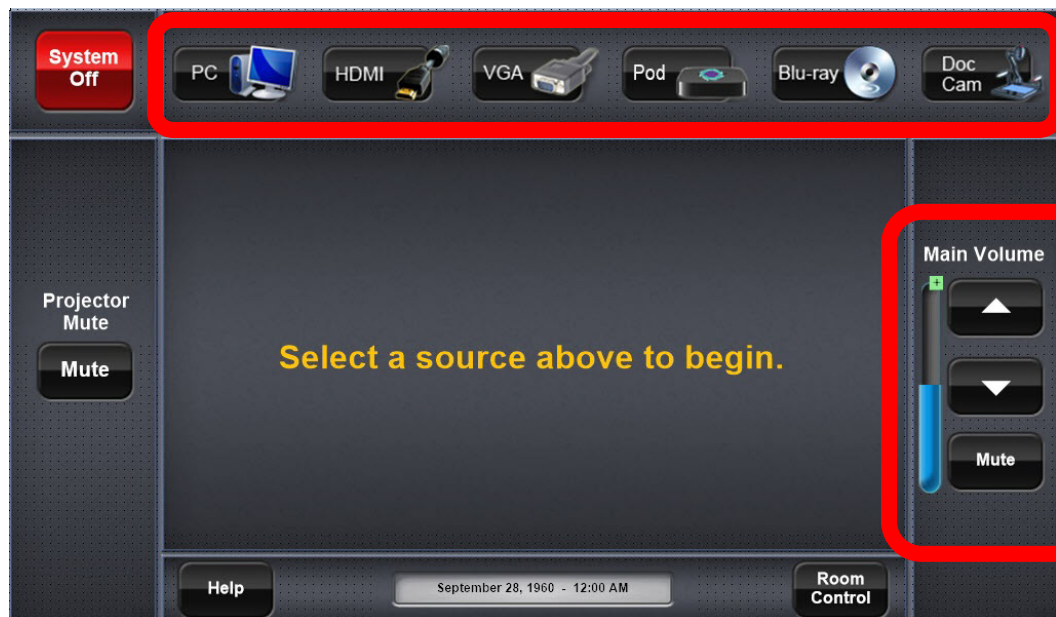 System
Off
PC
HDMI
VGA
Pod
Blu-ray
Doc
Cam
Main Volume
Projector
Mute
Mute
Select a source above to begin.
Mute
Help
September 28, 1960 - 12:00 AM
Room
Control